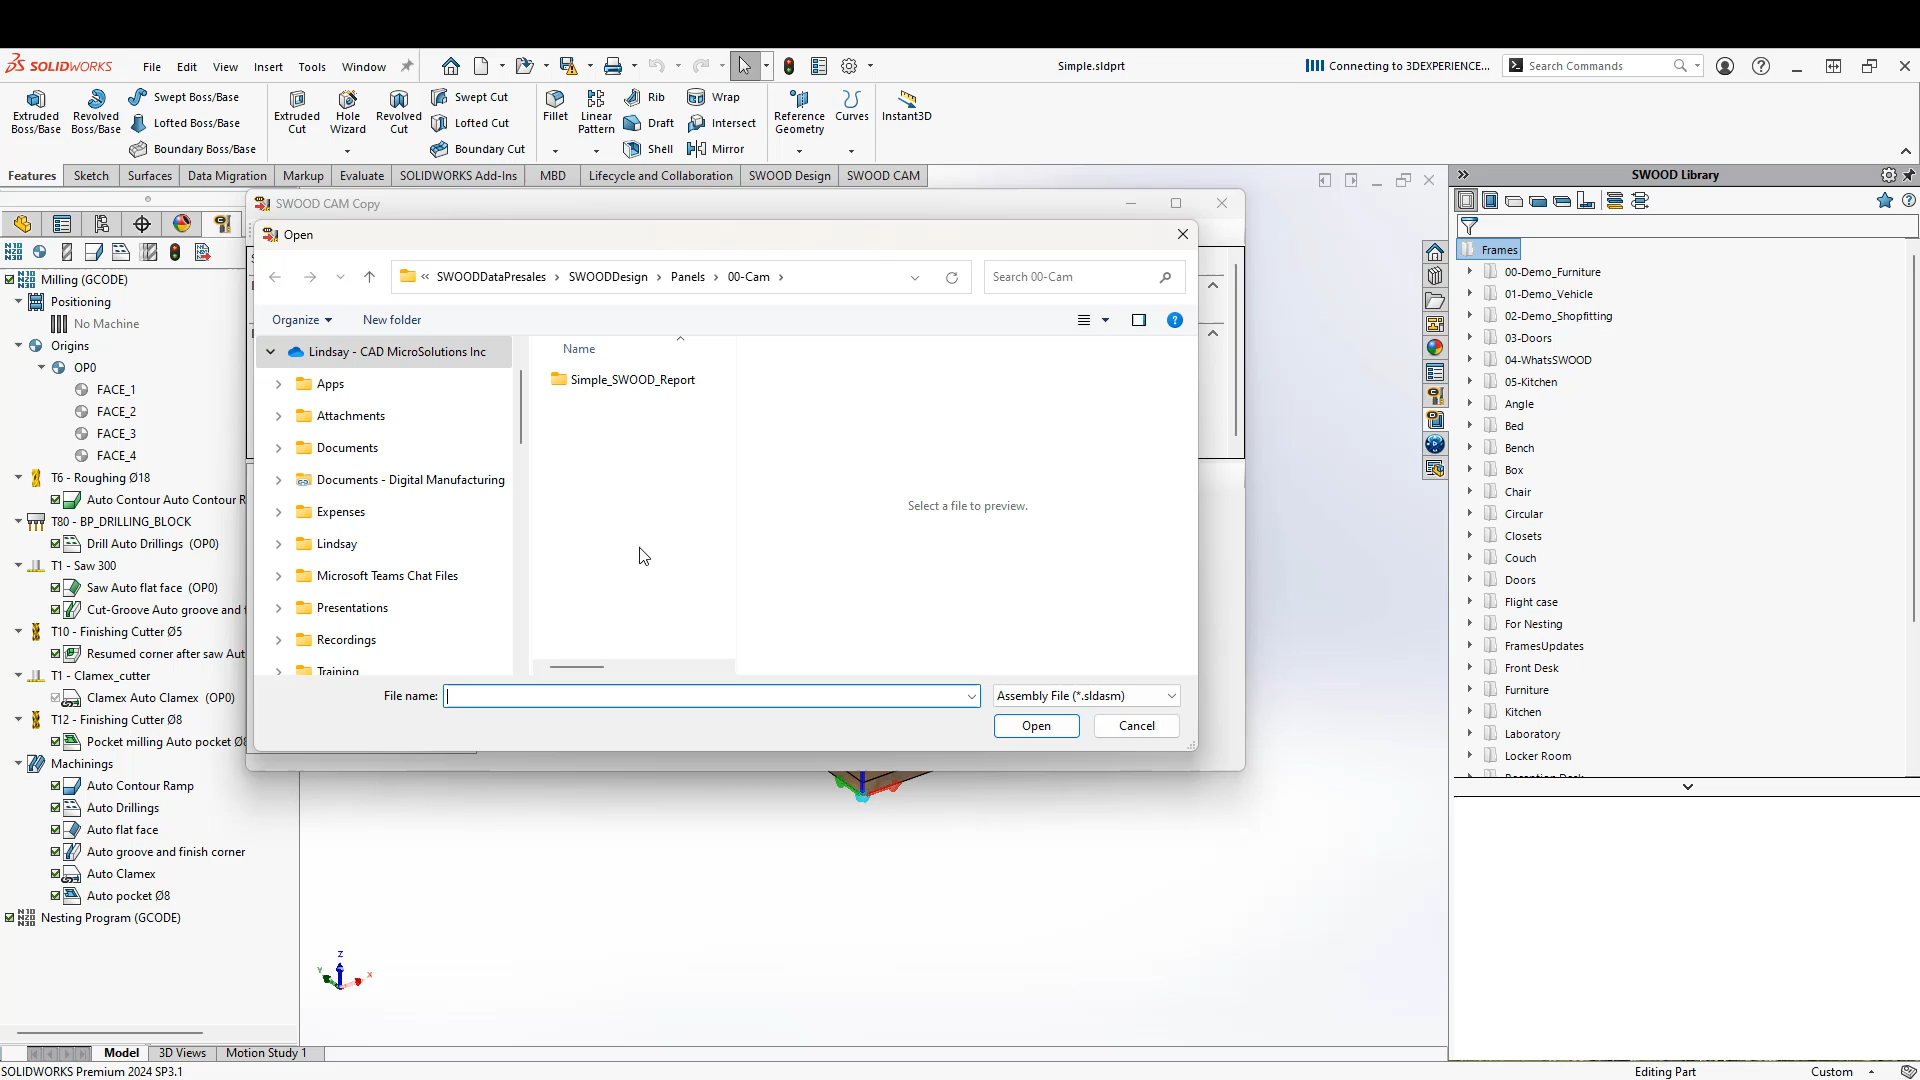 SOLIDWORKS File Edit View Insert Tools Window Simple.sldprt Connecting to 3DEXPERIENCE... Search Commands
Extruded Boss/Base
Revolved Boss/Base
Swept Boss/Base
Lofted Boss/Base
Boundary Boss/Base
Extruded Cut
Hole Wizard
Revolved Cut
Swept Cut
Lofted Cut
Boundary Cut
Fillet
Linear Pattern
Rib
Draft
Shell
Wrap
Intersect
Mirror
Reference Geometry
Curves
Instant3D
Features Sketch Surfaces Data Migration Markup Evaluate SOLIDWORKS Add-Ins MBD Lifecycle and Collaboration SWOOD Design SWOOD CAM
Milling (GCODE)
Positioning
No Machine
Origins
OP0
FACE_1
FACE_2
FACE_3
FACE_4
T6 - Roughing Ø18
Auto Contour Auto Contour R
T80 - BP_DRILLING_BLOCK
Drill Auto Drillings (OP0)
T1 - Saw 300
Saw Auto flat face (OP0)
Cut-Groove Auto groove and f
T10 - Finishing Cutter Ø5
Resumed corner after saw Aut
T1 - Clamex_cutter
Clamex Auto Clamex (OP0)
T12 - Finishing Cutter Ø8
Pocket milling Auto pocket Ø8
Machinings
Auto Contour Ramp
Auto Drillings
Auto flat face
Auto groove and finish corner
Auto Clamex
Auto pocket Ø8
Nesting Program (GCODE)
SWOOD CAM Copy
Open
« SWOODDataPresales › SWOODDesign › Panels › 00-Cam ›
Search 00-Cam
Organize New folder
Lindsay - CAD MicroSolutions Inc
Apps
Attachments
Documents
Documents - Digital Manufacturing
Expenses
Lindsay
Microsoft Teams Chat Files
Presentations
Recordings
Training
Name
Simple_SWOOD_Report
Select a file to preview.
File name:
Assembly File (*.sldasm)
Open Cancel
SWOOD Library
Frames
00-Demo_Furniture
01-Demo_Vehicle
02-Demo_Shopfitting
03-Doors
04-WhatsSWOOD
05-Kitchen
Angle
Bed
Bench
Box
Chair
Circular
Closets
Couch
Doors
Flight case
For Nesting
FramesUpdates
Front Desk
Furniture
Kitchen
Laboratory
Locker Room
Reception Desk
Z
Y
X
Model 3D Views Motion Study 1
SOLIDWORKS Premium 2024 SP3.1 Editing Part Custom